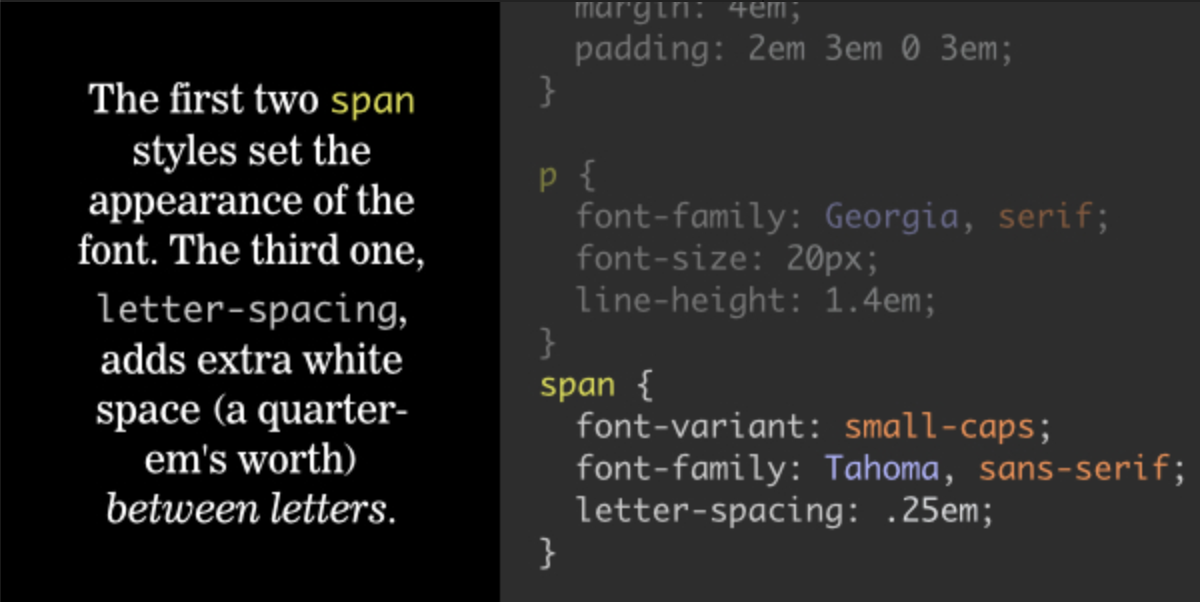 The first two span
styles set the
appearance of the
font. The third one,
letter-spacing,
adds extra white
space (a quarter-
em's worth)
between letters.
margin: 4em;
padding: 2em 3em 0 3em;
}
p {
font-family: Georgia, serif;
font-size: 20px;
line-height: 1.4em;
}
span {
font-variant: small-caps;
font-family: Tahoma, sans-serif;
letter-spacing: .25em;
}